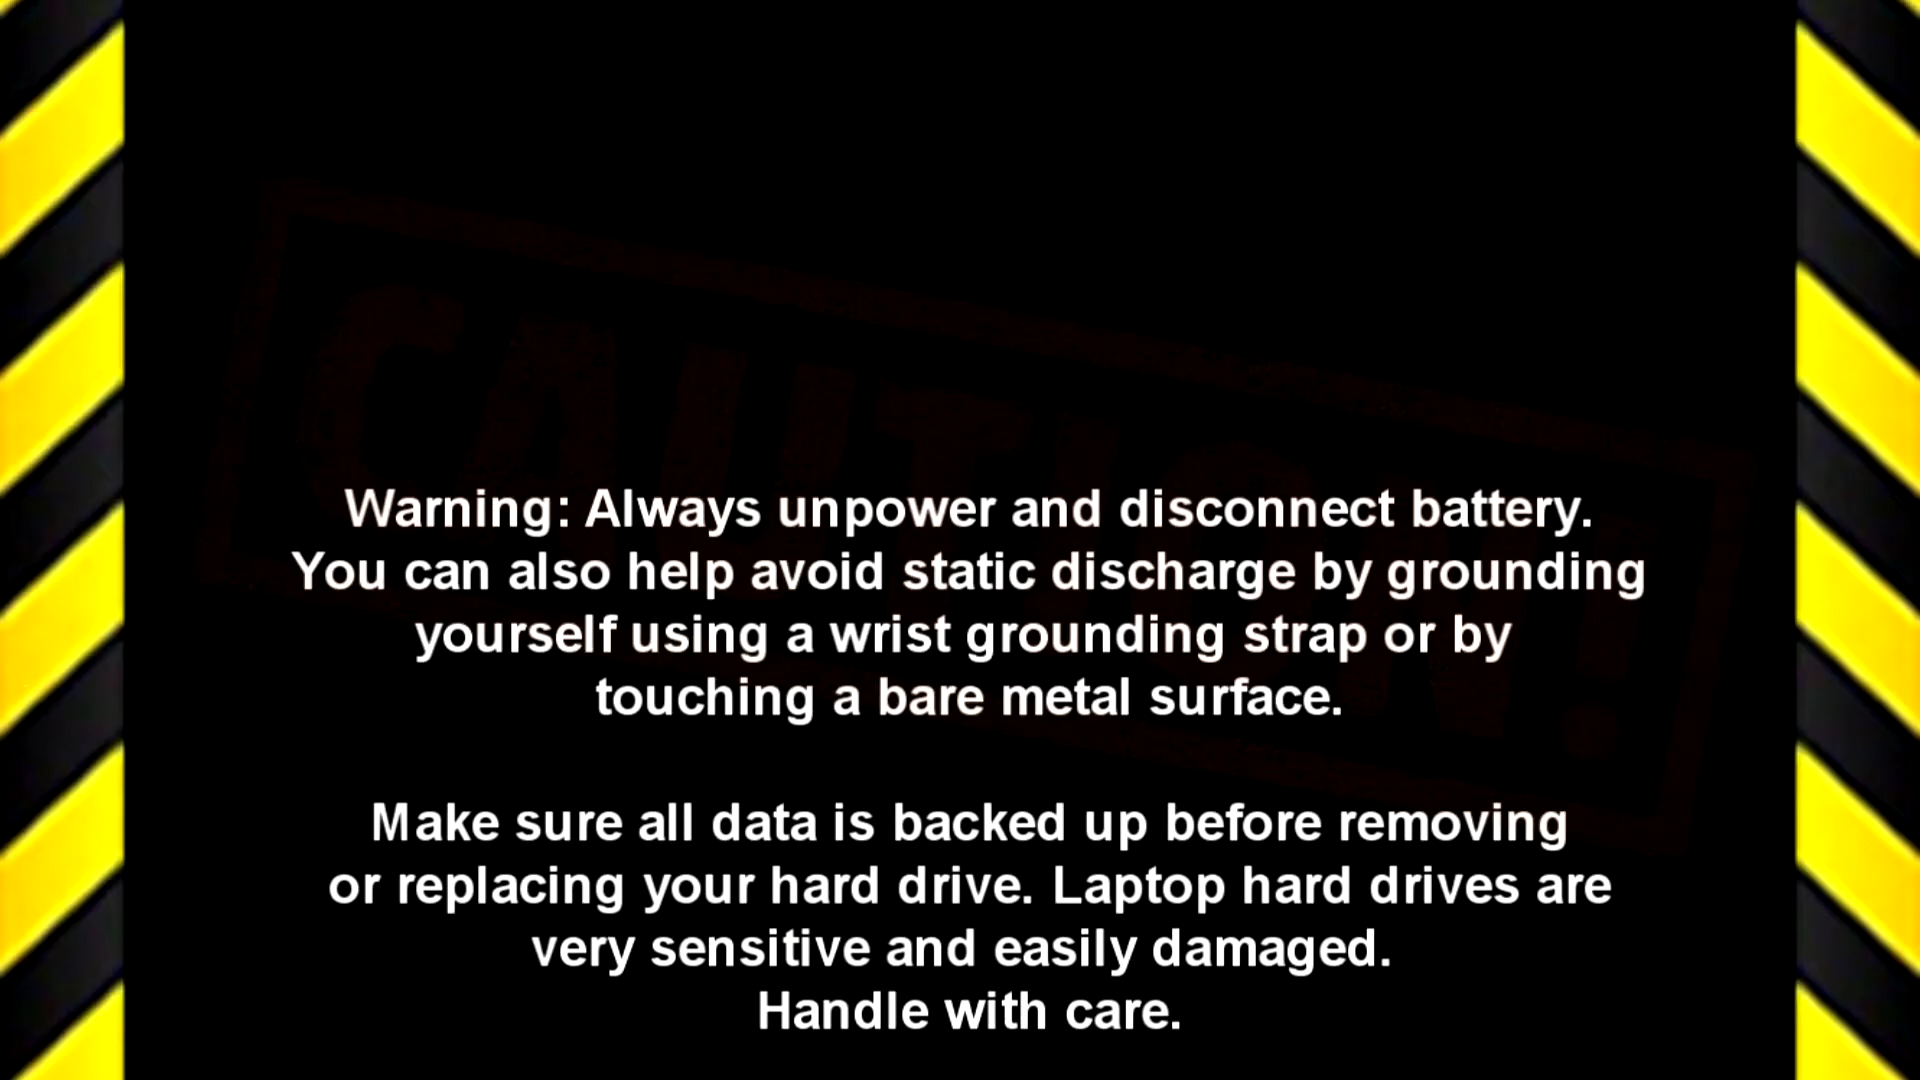 CAUTION!
Warning: Always unpower and disconnect battery.
You can also help avoid static discharge by grounding
yourself using a wrist grounding strap or by
touching a bare metal surface.
Make sure all data is backed up before removing
or replacing your hard drive. Laptop hard drives are
very sensitive and easily damaged.
Handle with care.